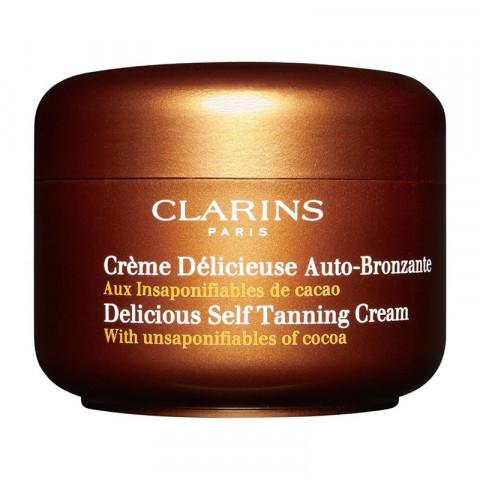 CLARINS
PARIS
Crème Délicieuse Auto-Bronzante
Aux Insaponifiables de cacao
Delicious Self Tanning Cream
With unsaponifiables of cocoa